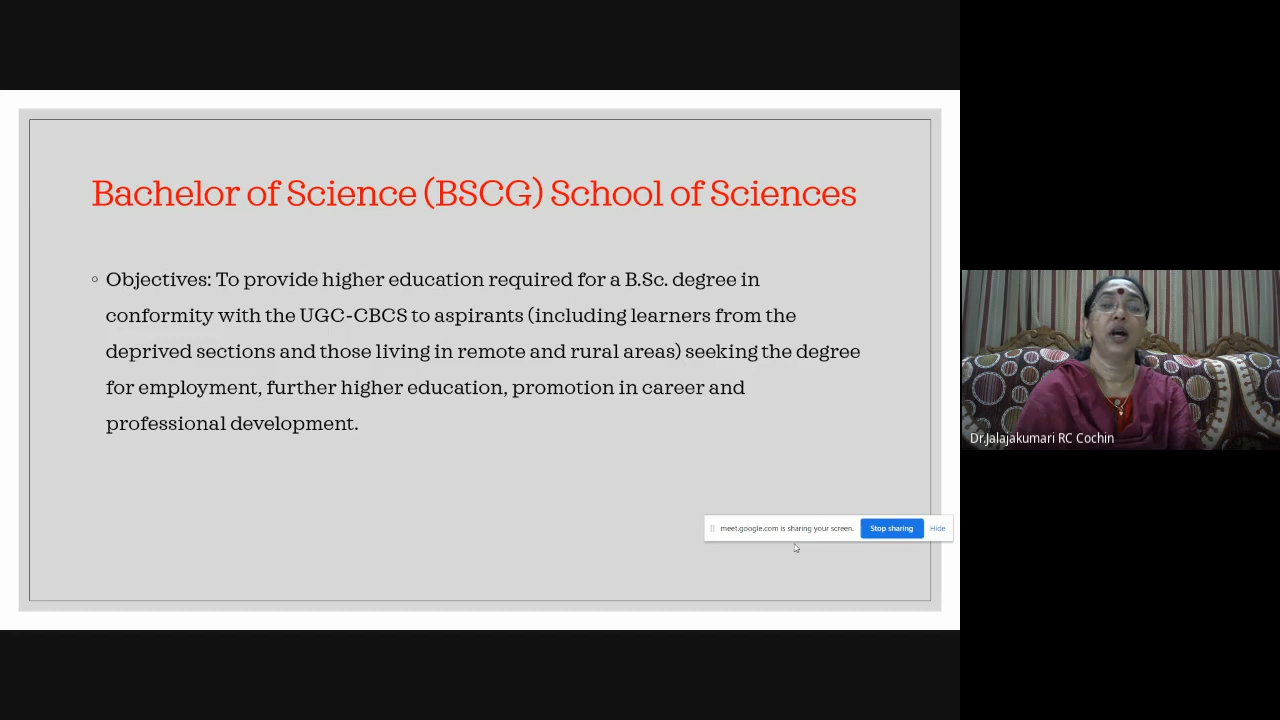 Bachelor of Science (BSCG) School of Sciences
◦ Objectives: To provide higher education required for a B.Sc. degree in
conformity with the UGC-CBCS to aspirants (including learners from the
deprived sections and those living in remote and rural areas) seeking the degree
for employment, further higher education, promotion in career and
professional development.
meet.google.com is sharing your screen. Stop sharing Hide
Dr.Jalajakumari RC Cochin